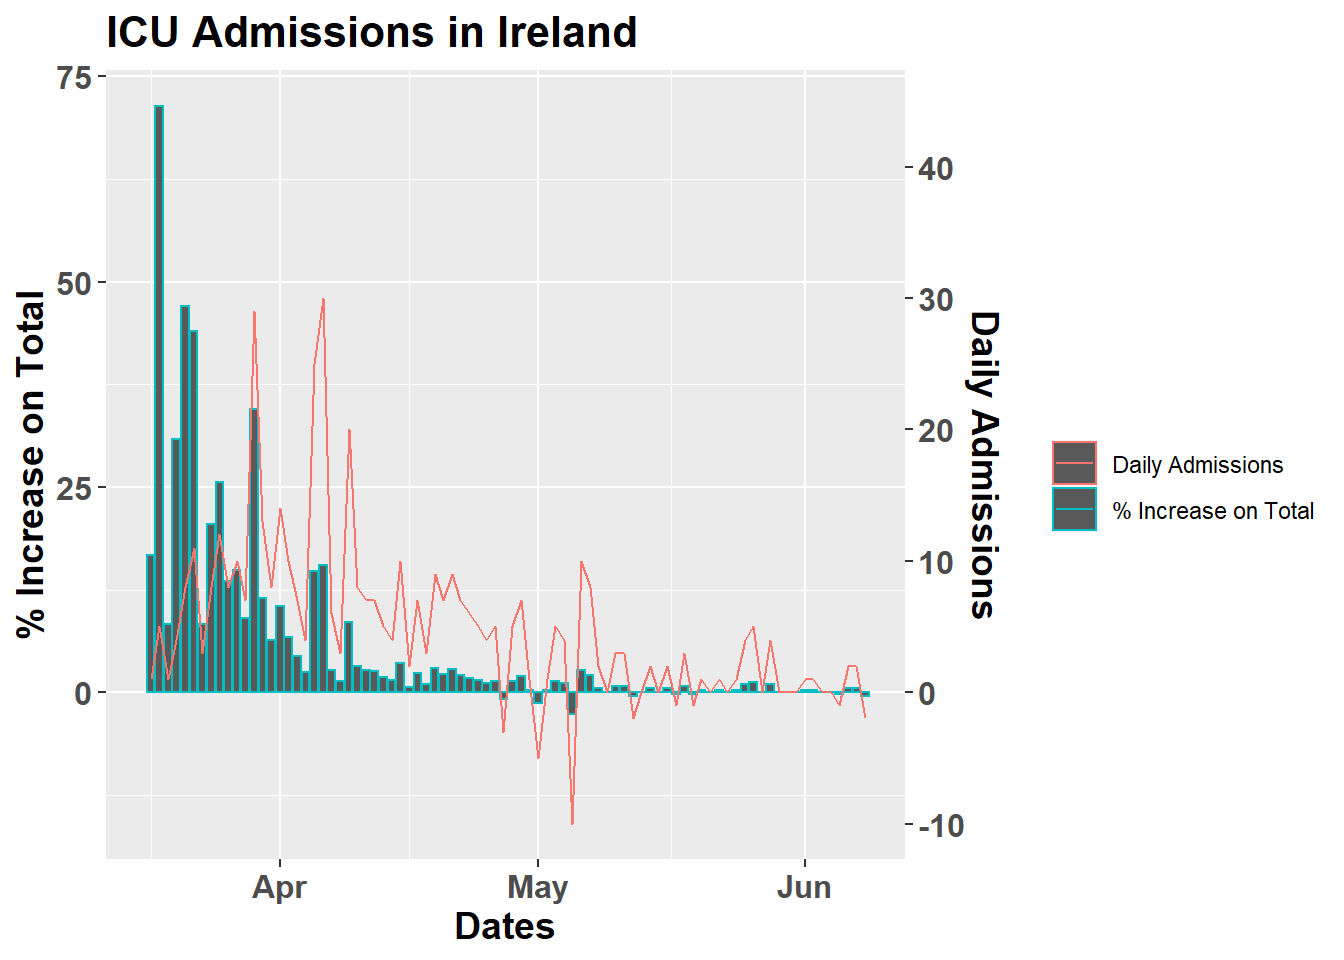 ICU Admissions in Ireland
% Increase on Total
75
50
25
0
40
30
20
10
0
-10
Daily Admissions
Apr
May
Jun
Dates
Daily Admissions
% Increase on Total